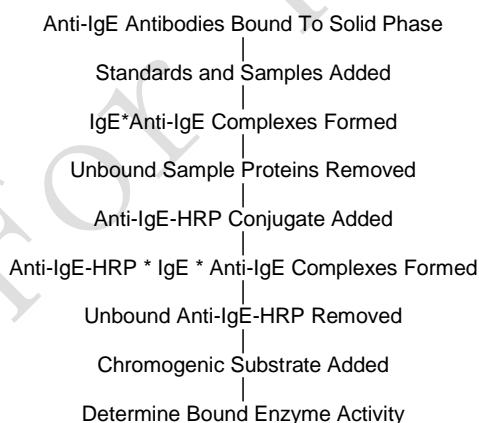 Anti-IgE Antibodies Bound To Solid Phase
Standards and Samples Added
IgE*Anti-IgE Complexes Formed
Unbound Sample Proteins Removed
Anti-IgE-HRP Conjugate Added
Anti-IgE-HRP * IgE * Anti-IgE Complexes Formed
Unbound Anti-IgE-HRP Removed
Chromogenic Substrate Added
Determine Bound Enzyme Activity
For